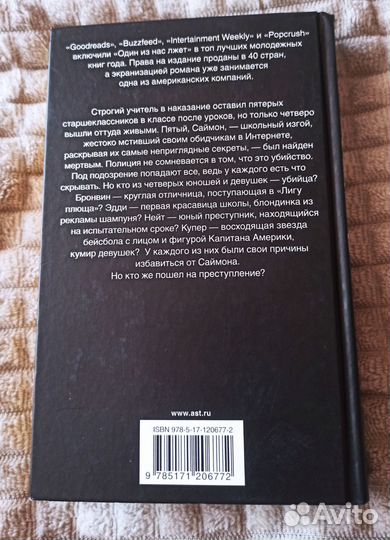 «Goodreads», «Buzzfeed», «Intertainment Weekly» и «Popcrush»
включили «Один из нас лжет» в топ лучших молодежных
книг года. Права на издание проданы в 40 стран,
а экранизацией романа уже занимается
одна из американских компаний.
Строгий учитель в наказание оставил пятерых
старшеклассников в классе после уроков, но только четверо
вышли оттуда живыми. Пятый, Саймон, — школьный изгой,
жестоко мстивший своим обидчикам в Интернете,
раскрывая их самые неприглядные секреты, — был найден
мертвым. Полиция не сомневается в том, что это убийство.
Под подозрение попадают все, ведь у каждого есть что
скрывать. Но кто из четверых юношей и девушек — убийца?
Бронвин — круглая отличница, поступающая в «Лигу
плюща»? Эдди — первая красавица школы, блондинка из
рекламы шампуня? Нейт — юный преступник, находящийся
на испытательном сроке? Купер — восходящая звезда
бейсбола с лицом и фигурой Капитана Америки,
кумир девушек? У каждого из них были свои причины
избавиться от Саймона.
Но кто же пошел на преступление?
www.ast.ru
ISBN 978-5-17-120677-2
9 785171 206772
Avito